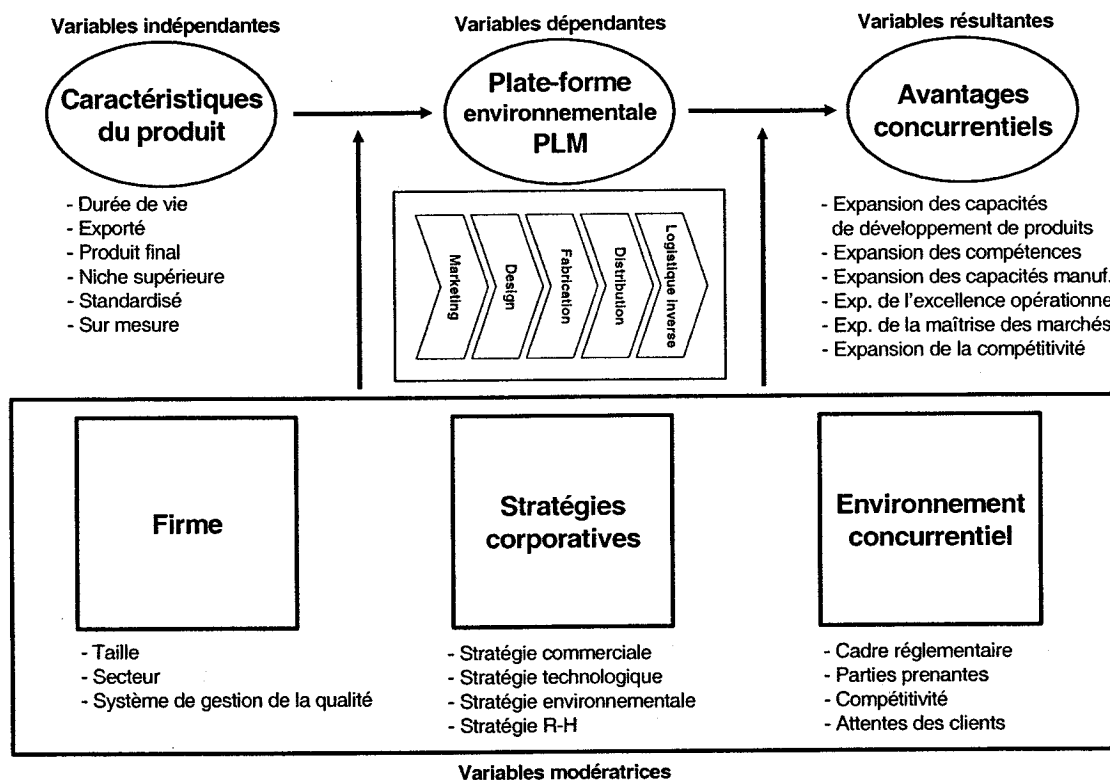 Variables indépendantes
Variables dépendantes
Variables résultantes
Caractéristiques
du produit
Plate-forme
environnementale
PLM
Avantages
concurrentiels
- Durée de vie
- Exporté
- Produit final
- Niche supérieure
- Standardisé
- Sur mesure
Marketing
Design
Fabrication
Distribution
Logistique inverse
- Expansion des capacités
de développement de produits
- Expansion des compétences
- Expansion des capacités manuf.
- Exp. de l'excellence opérationne
- Exp. de la maîtrise des marchés
- Expansion de la compétitivité
Firme
Stratégies
corporatives
Environnement
concurrentiel
- Taille
- Secteur
- Système de gestion de la qualité
- Stratégie commerciale
- Stratégie technologique
- Stratégie environnementale
- Stratégie R-H
- Cadre réglementaire
- Parties prenantes
- Compétitivité
- Attentes des clients
Variables modératrices